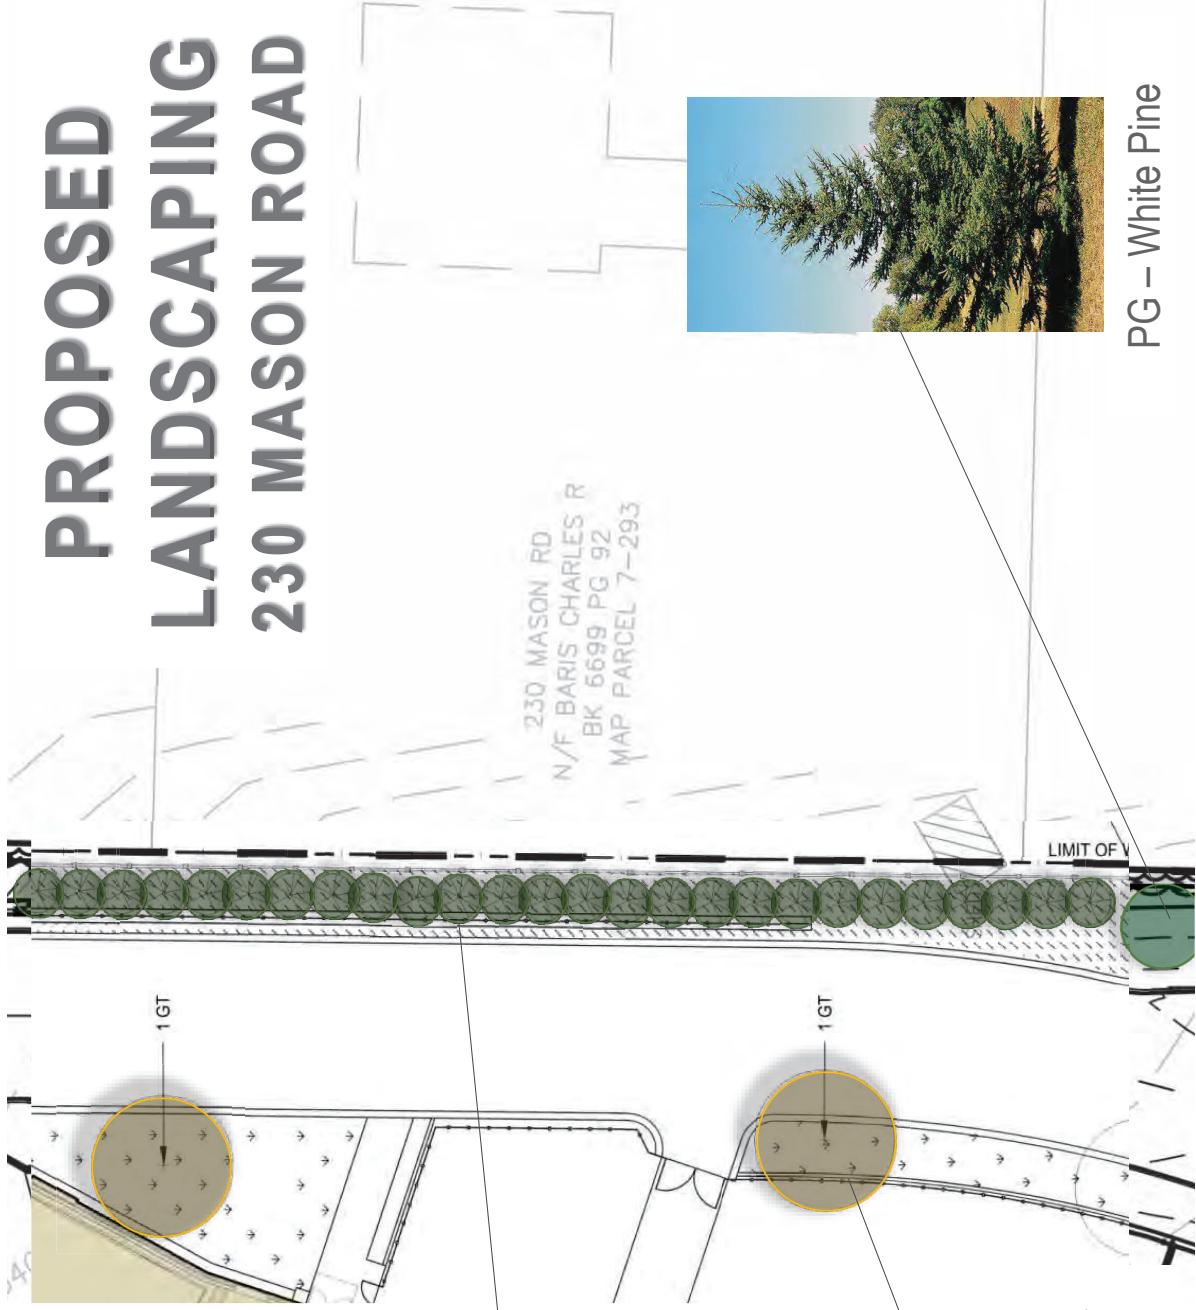 PROPOSED
LANDSCAPING
230 MASON ROAD
PG – White Pine
230 MASON RD
N/F BARIS CHARLES R
BK 6699 PG 92
MAP PARCEL 7-293
LIMIT OF
1 GT
1 GT